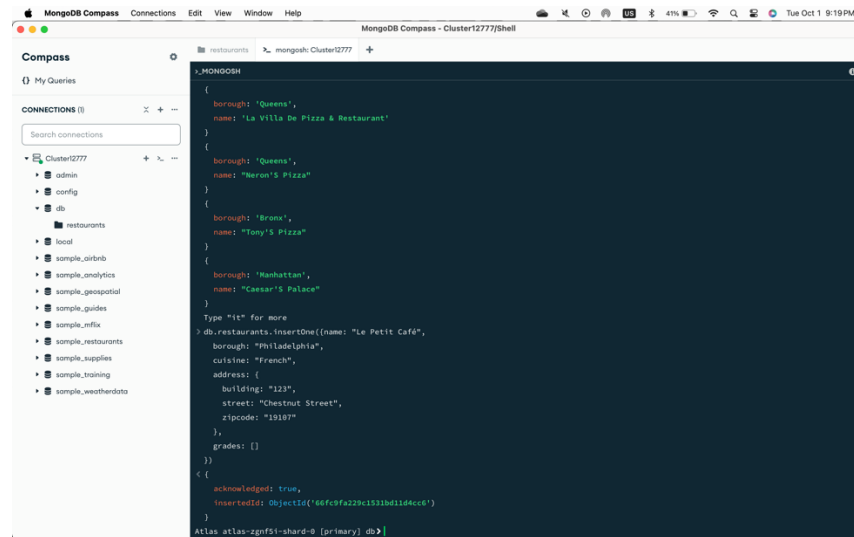 MongoDB Compass Connections Edit View Window Help
US 41% Tue Oct 1 9:19PM
MongoDB Compass - Cluster12777/Shell
Compass
{} My Queries
CONNECTIONS (1)
Search connections
Cluster12777
admin
config
db
restaurants
local
sample_airbnb
sample_analytics
sample_geospatial
sample_guides
sample_mflix
sample_restaurants
sample_supplies
sample_training
sample_weatherdata
restaurants
>_ mongosh: Cluster12777 +
>_MONGOSH
{
borough: 'Queens',
name: 'La Villa De Pizza & Restaurant'
}
{
borough: 'Queens',
name: "Neron'S Pizza"
}
{
borough: 'Bronx',
name: "Tony'S Pizza"
}
{
borough: 'Manhattan',
name: "Caesar'S Palace"
}
Type "it" for more
> db.restaurants.insertOne({name: "Le Petit Café",
borough: "Philadelphia",
cuisine: "French",
address: {
building: "123",
street: "Chestnut Street",
zipcode: "19107"
},
grades: []
})
< {
acknowledged: true,
insertedId: ObjectId('66fc9fa229c1531bd11d4cc6')
}
Atlas atlas-zgnf5i-shard-0 [primary] db>